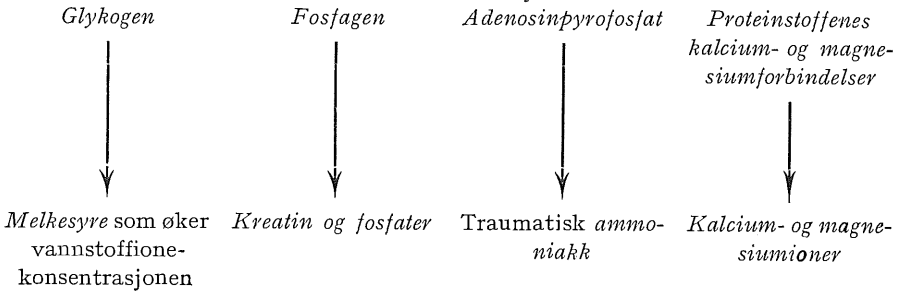 Glykogen
Fosfagen
Adenosinpyrofosfat
Proteinstoffenes
kalcium- og magne-
siumforbindelser
Melkesyre som øker
vannstoffione-
konsentrasjonen
Kreatin og fosfater
Traumatisk ammo-
niakk
Kalcium- og magne-
siumioner